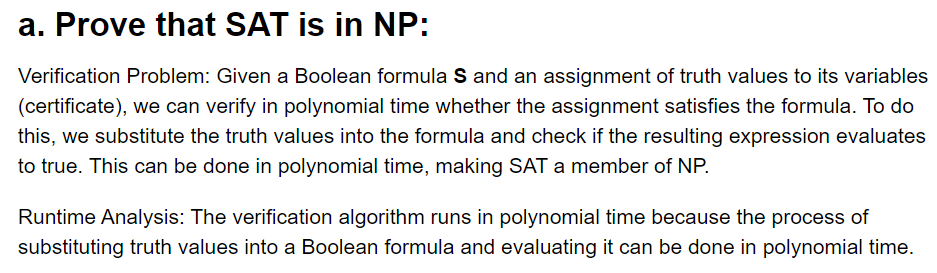 a. Prove that SAT is in NP:
Verification Problem: Given a Boolean formula S and an assignment of truth values to its variables
(certificate), we can verify in polynomial time whether the assignment satisfies the formula. To do
this, we substitute the truth values into the formula and check if the resulting expression evaluates
to true. This can be done in polynomial time, making SAT a member of NP.
Runtime Analysis: The verification algorithm runs in polynomial time because the process of
substituting truth values into a Boolean formula and evaluating it can be done in polynomial time.